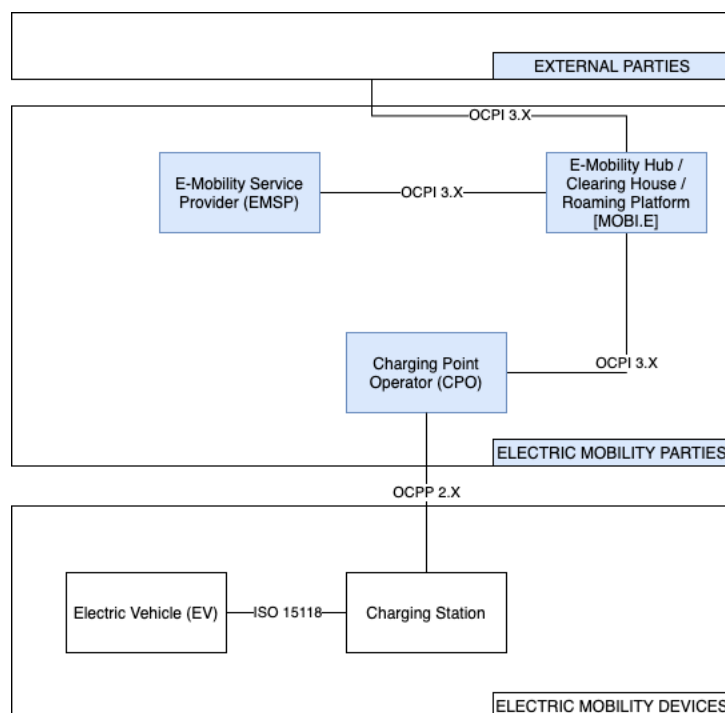 EXTERNAL PARTIES
OCPI 3.X
E-Mobility Service
Provider (EMSP)
OCPI 3.X
E-Mobility Hub /
Clearing House /
Roaming Platform
[MOBI.E]
Charging Point
Operator (CPO)
OCPI 3.X
ELECTRIC MOBILITY PARTIES
OCPP 2.X
Electric Vehicle (EV)
ISO 15118
Charging Station
ELECTRIC MOBILITY DEVICES